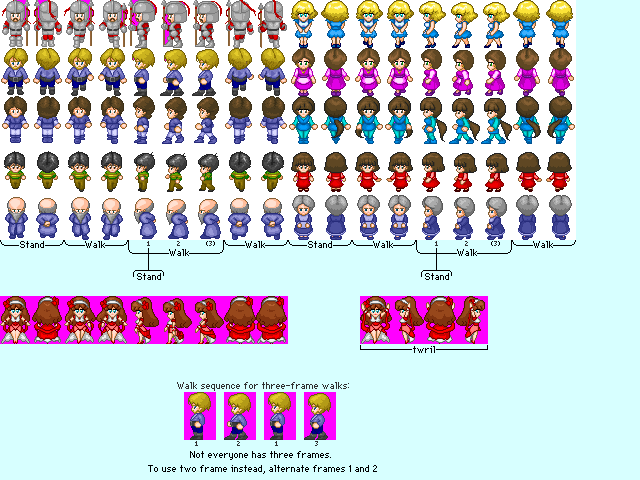 1 2 (3) 1 2 (3)
Stand Walk Walk Walk Stand Walk Walk Walk
Stand Stand
twril
Walk sequence for three-frame walks:
1 2 1 3
Not everyone has three frames.
To use two frame instead, alternate frames 1 and 2